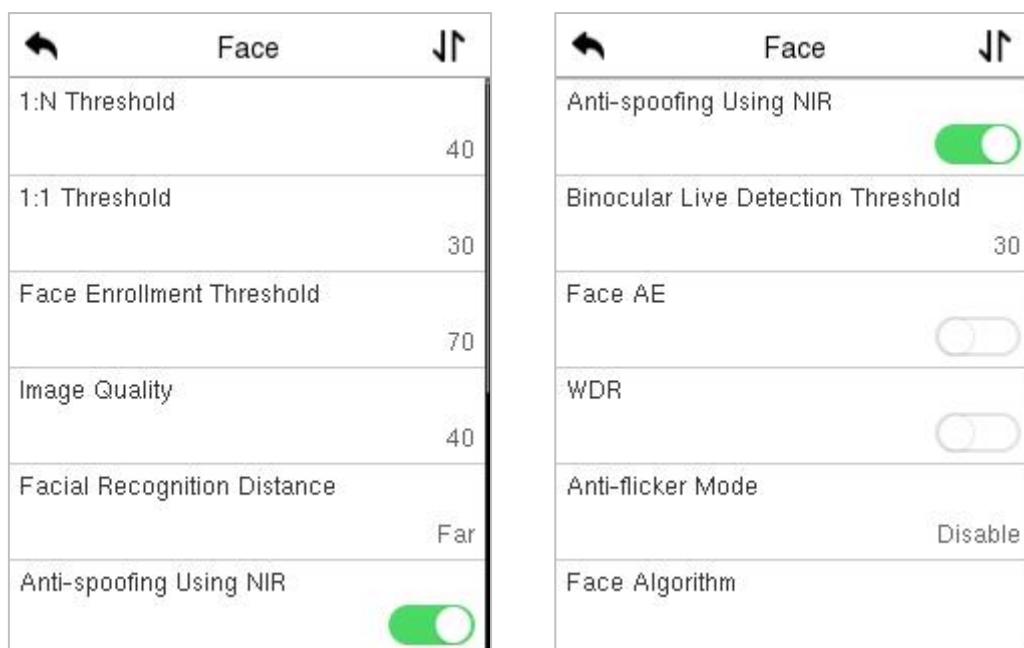 Face
1:N Threshold
40
1:1 Threshold
30
Face Enrollment Threshold
70
Image Quality
40
Facial Recognition Distance
Far
Anti-spoofing Using NIR
Face
Anti-spoofing Using NIR
Binocular Live Detection Threshold
30
Face AE
WDR
Anti-flicker Mode
Disable
Face Algorithm